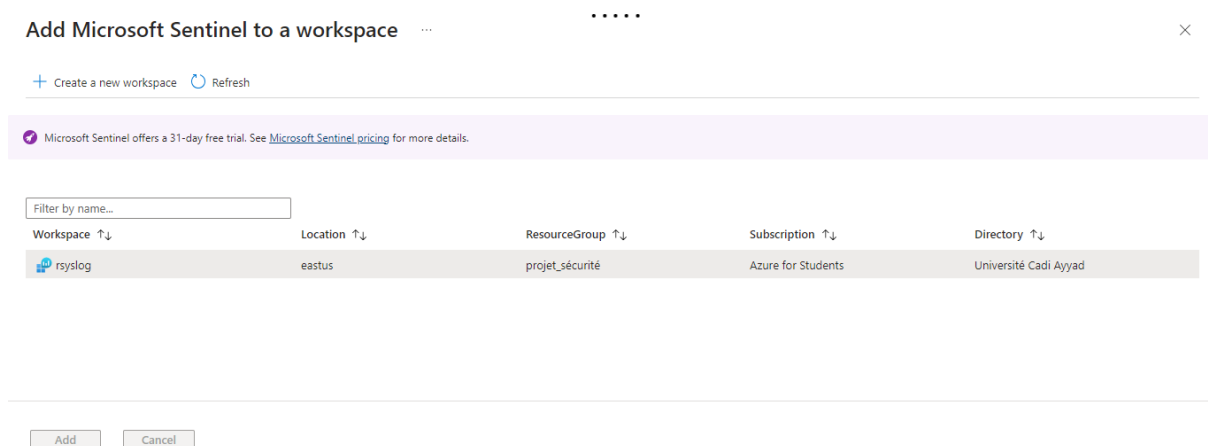 Add Microsoft Sentinel to a workspace ...
Create a new workspace Refresh
Microsoft Sentinel offers a 31-day free trial. See Microsoft Sentinel pricing for more details.
Filter by name...
Workspace ↑↓ Location ↑↓ ResourceGroup ↑↓ Subscription ↑↓ Directory ↑↓
rsyslog eastus projet_sécurité Azure for Students Université Cadi Ayyad
Add Cancel